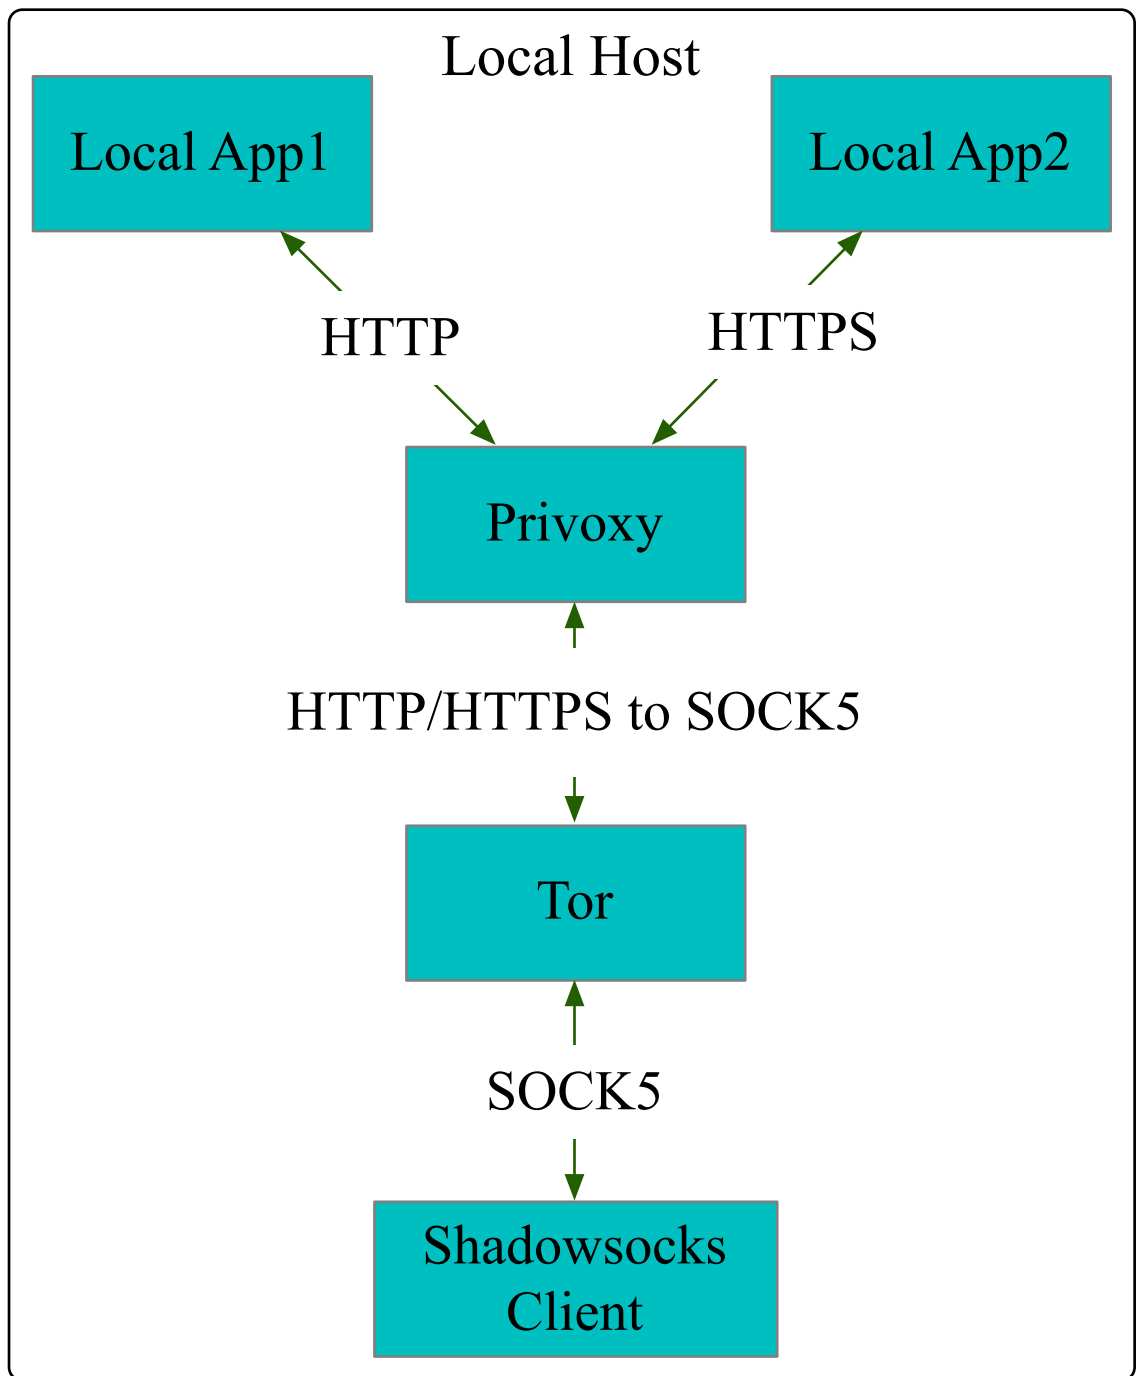 Local Host
Local App1
Local App2
HTTP
HTTPS
Privoxy
HTTP/HTTPS to SOCK5
Tor
SOCK5
Shadowsocks
Client